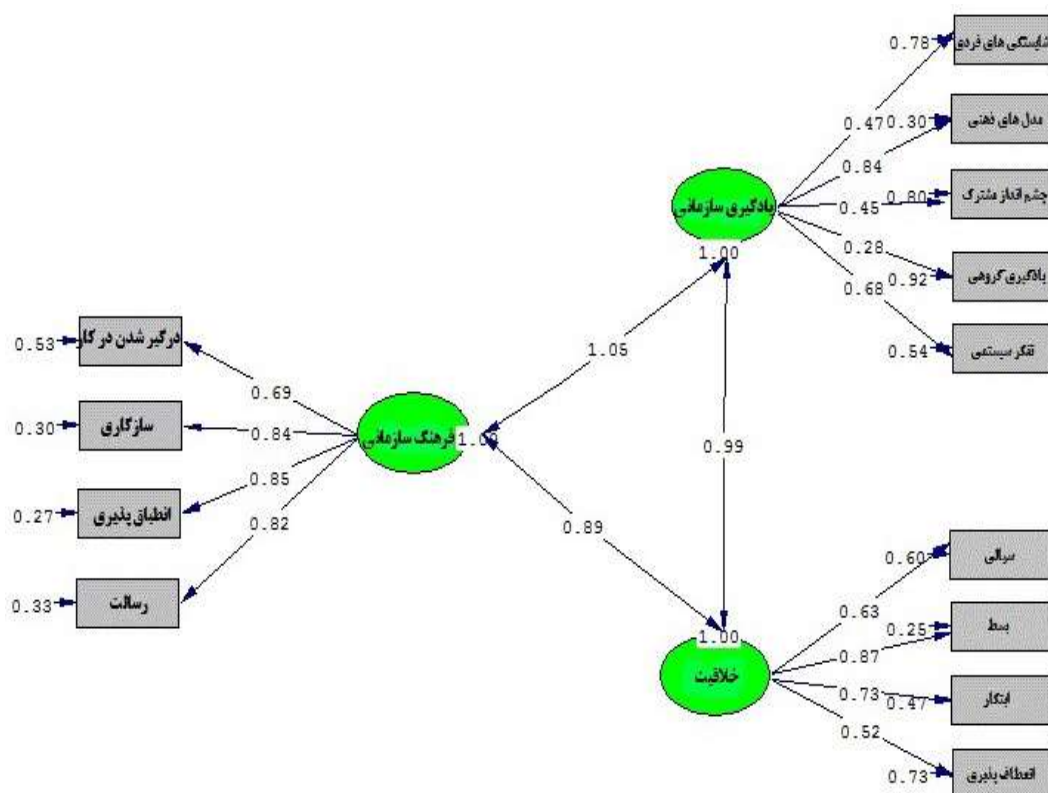 شایستگی های فردی
0.78
0.47
مدل های ذهنی
0.30
0.84
چشم انداز مشترک
0.80
0.45
یادگیری گروهی
0.28
0.92
تفکر سیستمی
0.68
0.54
یادگیری سازمانی
1.00
درگیر شدن در کار
0.53
0.69
سازگاری
0.30
0.84
انطباق پذیری
0.27
0.85
رسالت
0.33
0.82
فرهنگ سازمانی
1.00
1.05
0.99
0.89
خلاقیت
1.00
سیالی
0.60
0.63
بسط
0.25
0.87
ابتکار
0.73
0.47
انعطاف پذیری
0.52
0.73